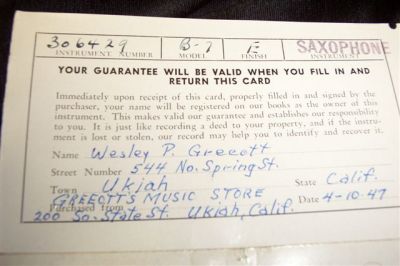 306429 B-7 E SAXOPHONE
INSTRUMENT NUMBER MODEL FINISH INSTRUMENT
YOUR GUARANTEE WILL BE VALID WHEN YOU FILL IN AND
RETURN THIS CARD
Immediately upon receipt of this card, properly filled in and signed by the
purchaser, your name will be registered on our books as the owner of this
instrument. This makes valid our guarantee and establishes our responsibility
to you. It is just like recording a deed to your property, and if the instru-
ment is lost or stolen, our record may help you to identify and recover it.
Name Wesley P. Grecott
Street Number 544 No. Spring St.
Town Ukiah State Calif.
GREEOTT'S MUSIC STORE
Purchased from Date 4-10-47
200 So. State St. Ukiah, Calif.